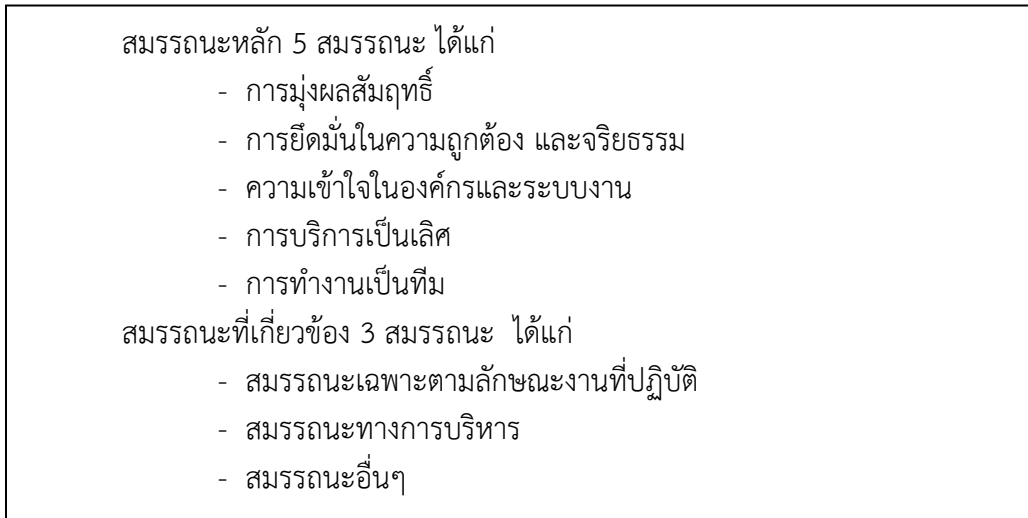 สมรรถนะหลัก 5 สมรรถนะ ได้แก่
- การมุ่งผลสัมฤทธิ์
- การยึดมั่นในความถูกต้อง และจริยธรรม
- ความเข้าใจในองค์กรและระบบงาน
- การบริการเป็นเลิศ
- การทำงานเป็นทีม
สมรรถนะที่เกี่ยวข้อง 3 สมรรถนะ ได้แก่
- สมรรถนะเฉพาะตามลักษณะงานที่ปฏิบัติ
- สมรรถนะทางการบริหาร
- สมรรถนะอื่นๆ